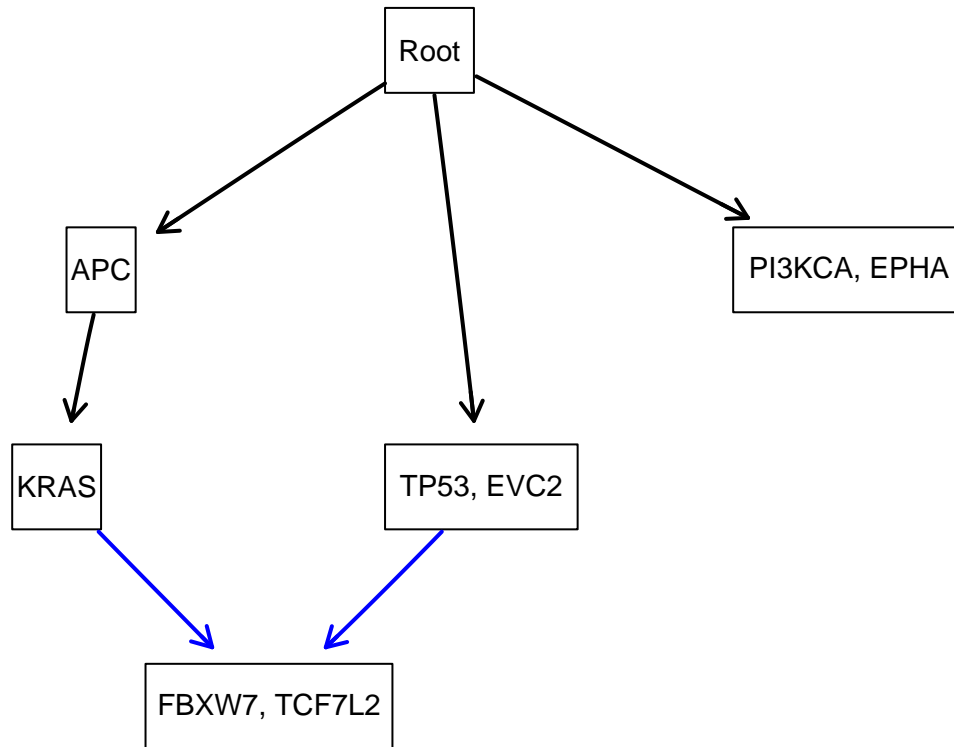 Root
APC
PI3KCA, EPHA
KRAS
TP53, EVC2
FBXW7, TCF7L2